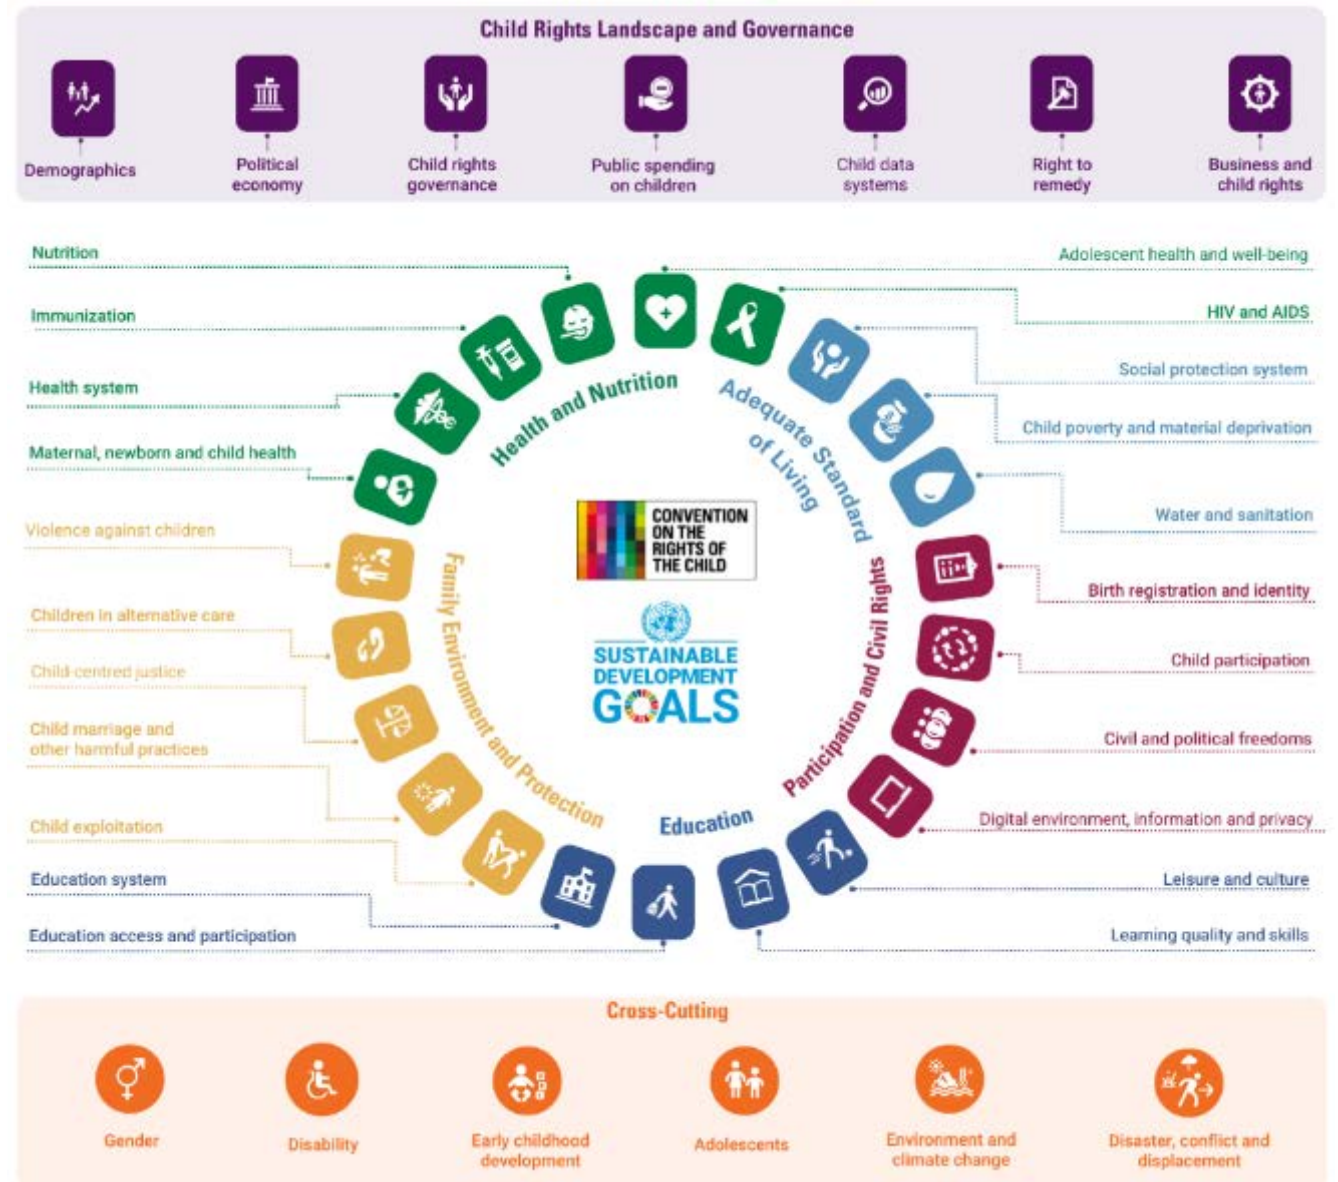 Child Rights Landscape and Governance
Demographics
Political
economy
Child rights
governance
Public spending
on children
Child data
systems
Right to
remedy
Business and
child rights
Nutrition
Immunization
Health system
Maternal, newborn and child health
Violence against children
Children in alternative care
Child-centred justice
Child marriage and
other harmful practices
Child exploitation
Education system
Education access and participation
Health and Nutrition
Adequate Standard
of Living
Family Environment and Protection
Participation and Civil Rights
Education
CONVENTION
ON THE
RIGHTS OF
THE CHILD
SUSTAINABLE
DEVELOPMENT
GOALS
Adolescent health and well-being
HIV and AIDS
Social protection system
Child poverty and material deprivation
Water and sanitation
Birth registration and identity
Child participation
Civil and political freedoms
Digital environment, information and privacy
Leisure and culture
Learning quality and skills
Cross-Cutting
Gender
Disability
Early childhood
development
Adolescents
Environment and
climate change
Disaster, conflict and
displacement